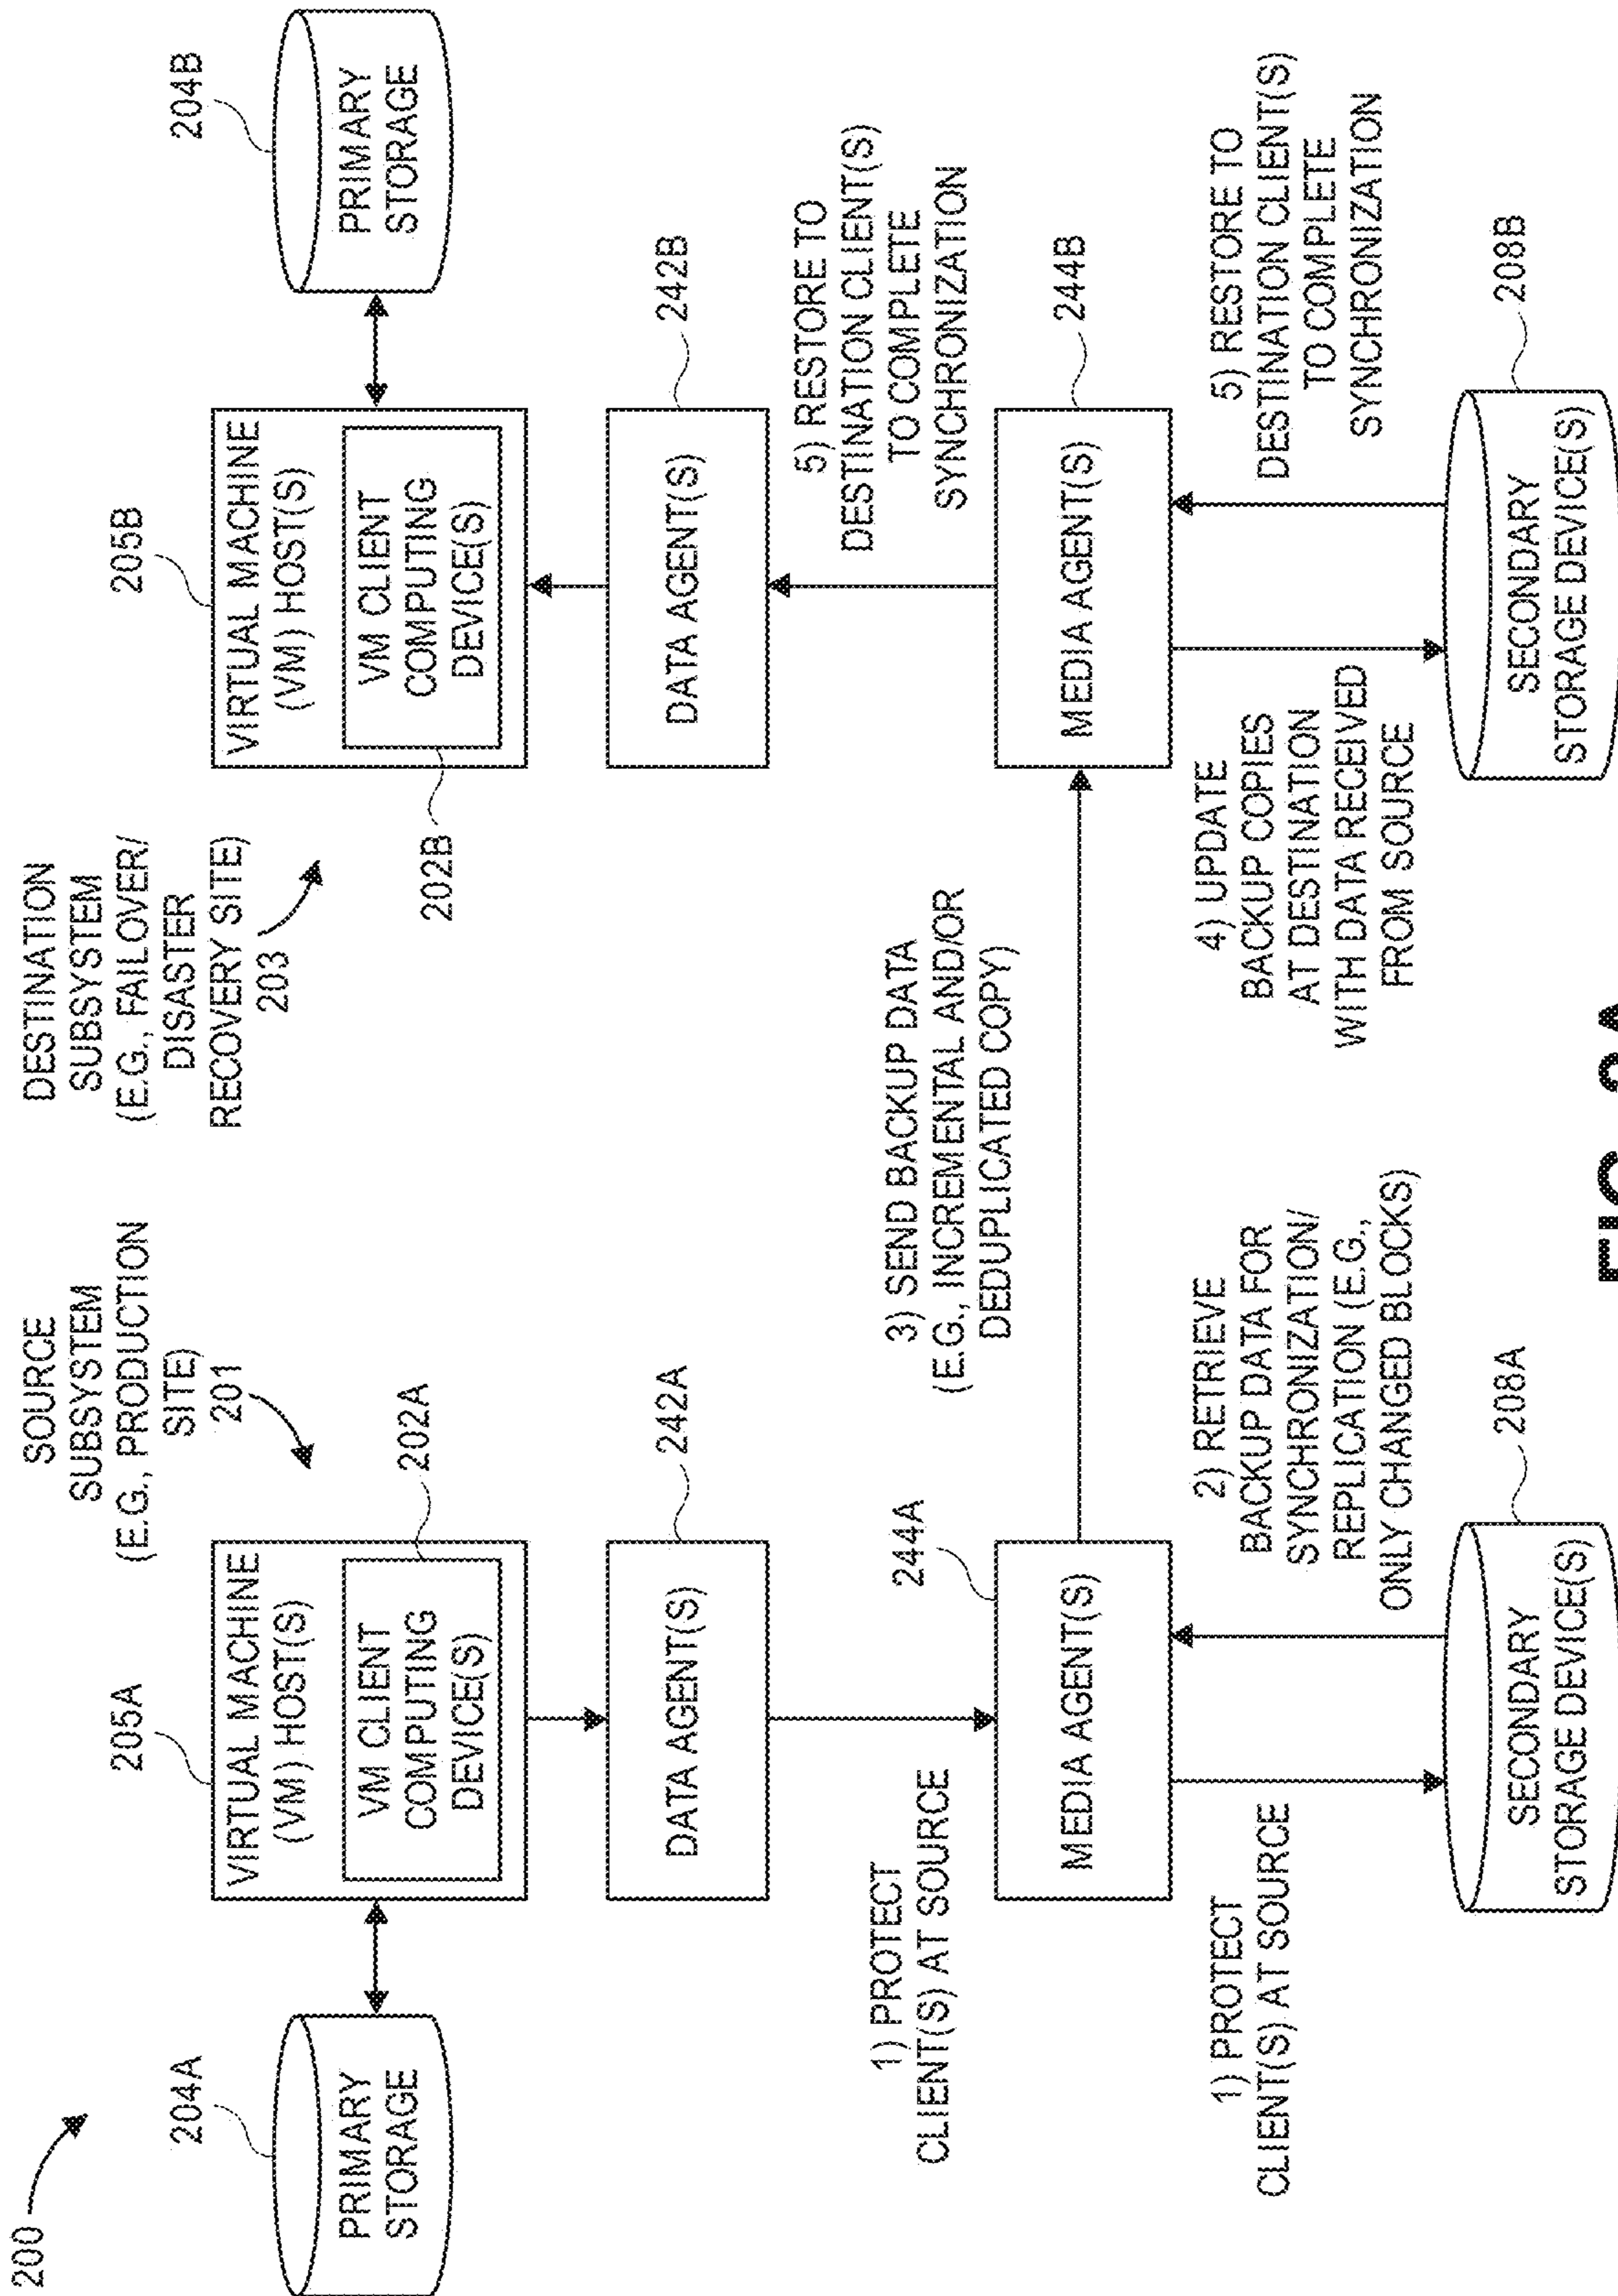 200
SOURCE
SUBSYSTEM
(E.G., PRODUCTION
SITE)
201
DESTINATION
SUBSYSTEM
(E.G., FAILOVER/
DISASTER
RECOVERY SITE)
203
204A
PRIMARY
STORAGE
205A
VIRTUAL MACHINE
(VM) HOST(S)
VM CLIENT
COMPUTING
DEVICE(S)
202A
205B
VIRTUAL MACHINE
(VM) HOST(S)
VM CLIENT
COMPUTING
DEVICE(S)
202B
204B
PRIMARY
STORAGE
DATA AGENT(S)
242A
DATA AGENT(S)
242B
1) PROTECT
CLIENT(S) AT SOURCE
3) SEND BACKUP DATA
(E.G., INCREMENTAL AND/OR
DEDUPLICATED COPY)
5) RESTORE TO
DESTINATION CLIENT(S)
TO COMPLETE
SYNCHRONIZATION
MEDIA AGENT(S)
244A
MEDIA AGENT(S)
244B
1) PROTECT
CLIENT(S) AT SOURCE
2) RETRIEVE
BACKUP DATA FOR
SYNCHRONIZATION/
REPLICATION (E.G.,
ONLY CHANGED BLOCKS)
4) UPDATE
BACKUP COPIES
AT DESTINATION
WITH DATA RECEIVED
FROM SOURCE
5) RESTORE TO
DESTINATION CLIENT(S)
TO COMPLETE
SYNCHRONIZATION
SECONDARY
STORAGE DEVICE(S)
208A
SECONDARY
STORAGE DEVICE(S)
208B